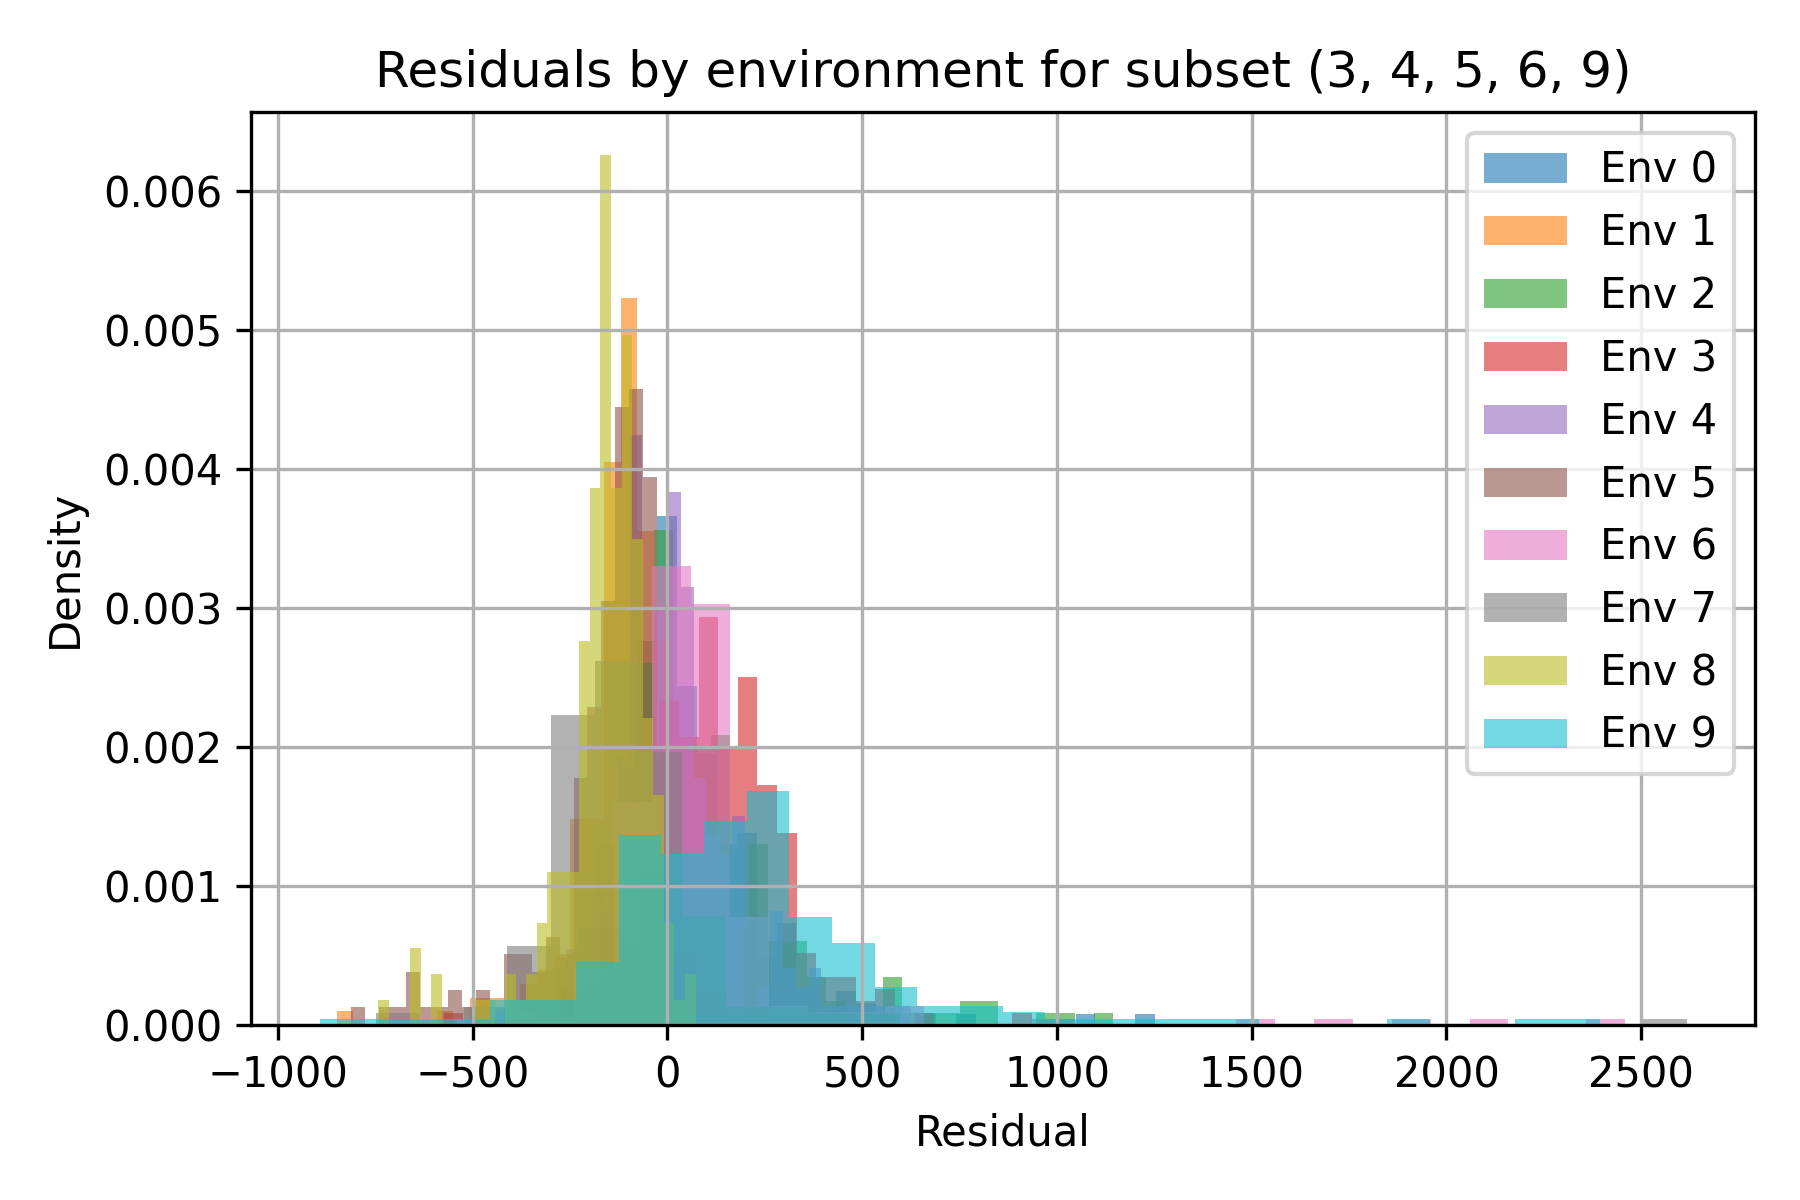 Residuals by environment for subset (3, 4, 5, 6, 9)
Env 0
Env 1
Env 2
Env 3
Env 4
Env 5
Env 6
Env 7
Env 8
Env 9
0.006
0.005
0.004
0.003
0.002
0.001
0.000
Density
−1000 −500 0 500 1000 1500 2000 2500
Residual